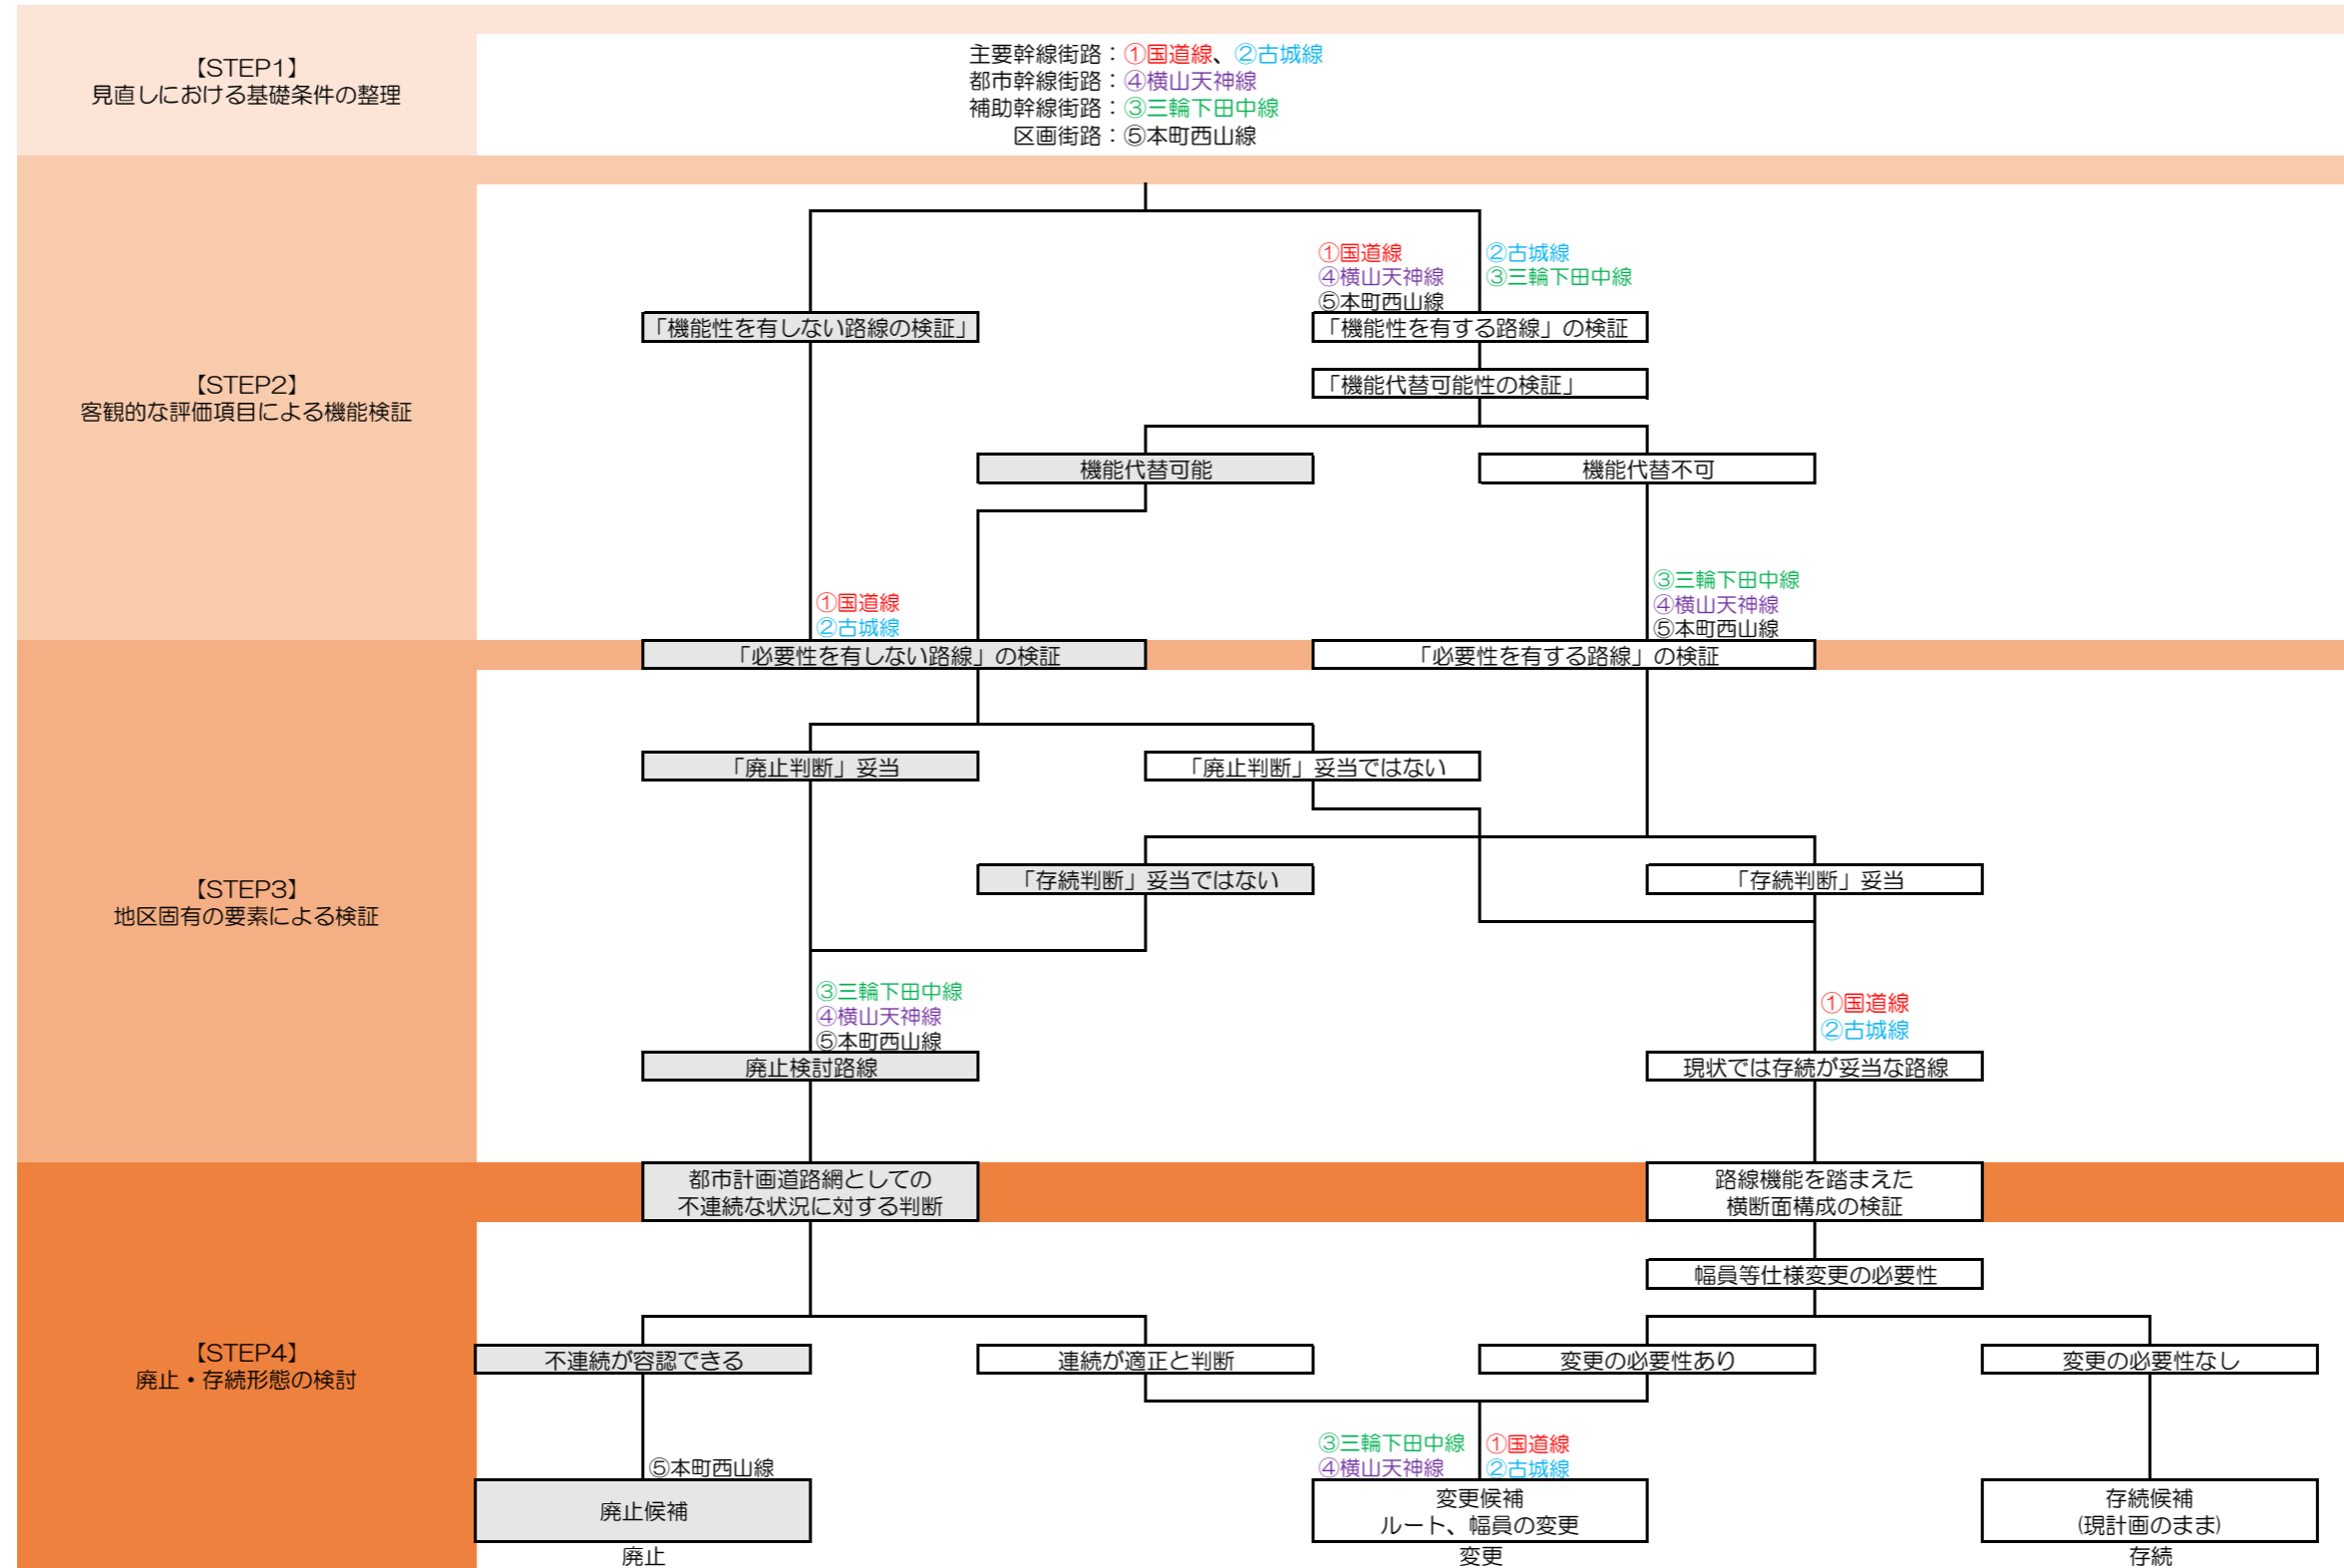 【STEP1】
見直しにおける基礎条件の整理
主要幹線街路：①国道線、②古城線
都市幹線街路：④横山天神線
補助幹線街路：③三輪下田中線
区画街路：⑤本町西山線
【STEP2】
客観的な評価項目による機能検証
①国道線
④横山天神線
⑤本町西山線
②古城線
③三輪下田中線
「機能性を有しない路線の検証」
「機能性を有する路線」の検証
「機能代替可能性の検証」
機能代替可能
機能代替不可
①国道線
②古城線
③三輪下田中線
④横山天神線
⑤本町西山線
「必要性を有しない路線」の検証
「必要性を有する路線」の検証
【STEP3】
地区固有の要素による検証
「廃止判断」妥当
「廃止判断」妥当ではない
「存続判断」妥当ではない
「存続判断」妥当
③三輪下田中線
④横山天神線
⑤本町西山線
①国道線
②古城線
廃止検討路線
現状では存続が妥当な路線
都市計画道路網としての
不連続な状況に対する判断
路線機能を踏まえた
横断面構成の検証
【STEP4】
廃止・存続形態の検討
幅員等仕様変更の必要性
不連続が容認できる
連続が適正と判断
変更の必要性あり
変更の必要性なし
⑤本町西山線
③三輪下田中線
④横山天神線
①国道線
②古城線
廃止候補
変更候補
ルート、幅員の変更
存続候補
(現計画のまま)
廃止
変更
存続